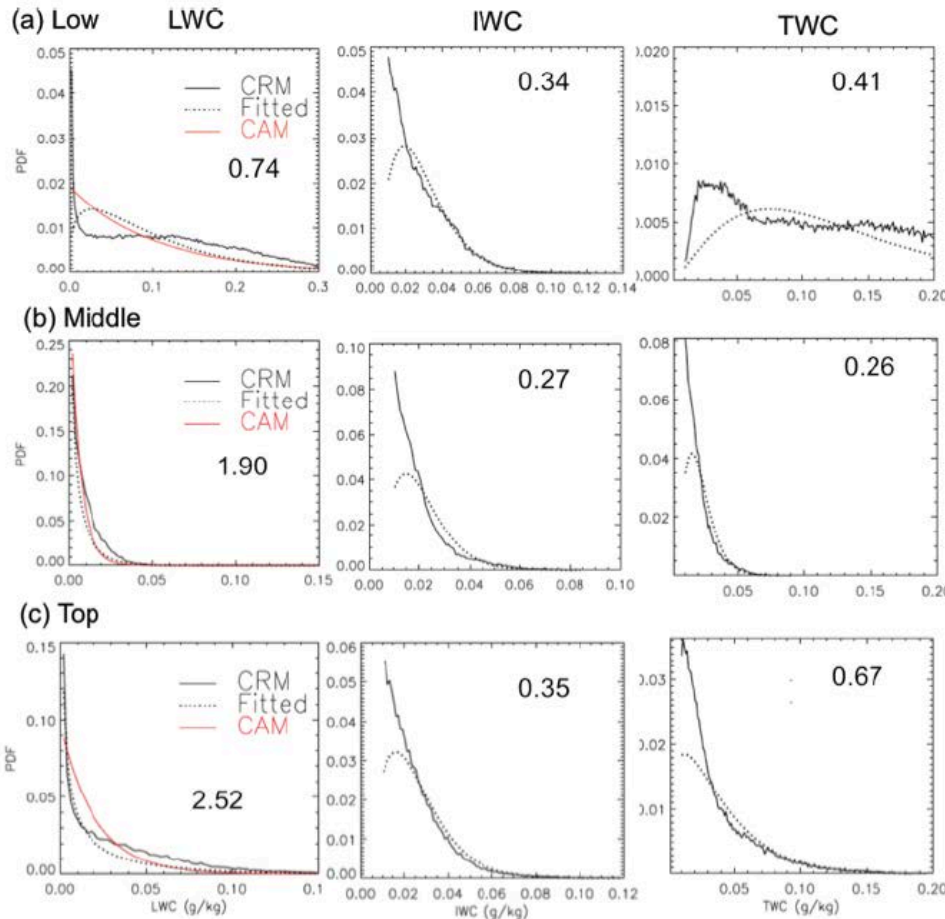 (a) Low LWC IWC TWC
0.05
0.04
0.03
0.02
0.01
0.00
PDF
CRM
Fitted
CAM
0.74
0.1 0.2 0.3
0.05
0.04
0.03
0.02
0.01
0.00
0.34
0.00 0.02 0.04 0.06 0.08 0.10 0.12 0.14
0.020
0.015
0.010
0.005
0.000
0.41
0.05 0.10 0.15 0.20
(b) Middle
0.25
0.20
0.15
0.10
0.05
0.00
PDF
CRM
Fitted
CAM
1.90
0.00 0.05 0.10 0.15
0.10
0.08
0.06
0.04
0.02
0.00
0.27
0.00 0.02 0.04 0.06 0.08 0.10
0.08
0.06
0.04
0.02
0.26
0.05 0.10 0.15 0.20
(c) Top
0.15
0.10
0.05
0.00
PDF
CRM
Fitted
CAM
2.52
0.00 0.05 0.10 0.1
LWC (g/kg)
0.06
0.05
0.04
0.03
0.02
0.01
0.00
0.35
0.00 0.02 0.04 0.06 0.08 0.10 0.12
IWC (g/kg)
0.03
0.02
0.01
0.67
0.05 0.10 0.15 0.20
TWC (g/kg)